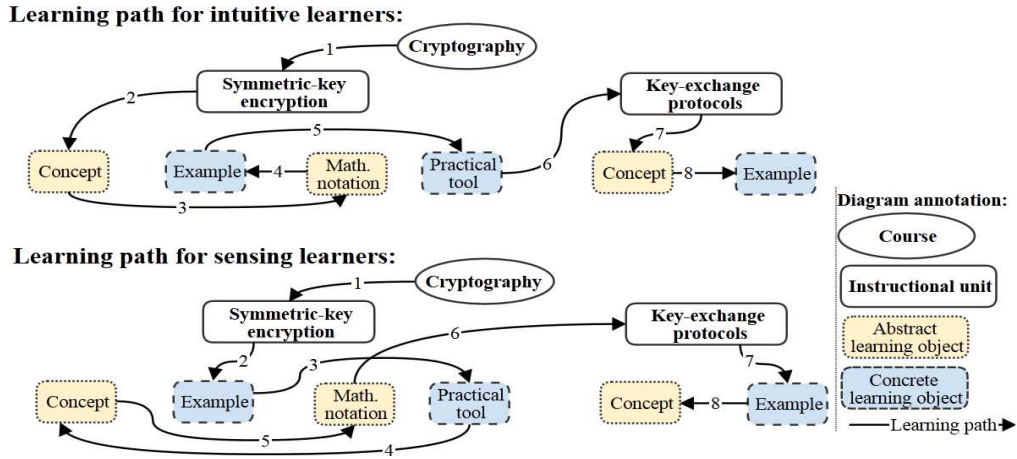 Learning path for intuitive learners:
Cryptography
1
Symmetric-key
encryption
Key-exchange
protocols
2
5
7
Concept
Example
4
Math.
notation
Practical
tool
6
Concept
8
Example
3
Diagram annotation:
Course
Instructional unit
Abstract
learning object
Concrete
learning object
Learning path
Learning path for sensing learners:
Cryptography
1
Symmetric-key
encryption
6
Key-exchange
protocols
2
3
7
Concept
Example
Math.
notation
Practical
tool
Concept
8
Example
5
4